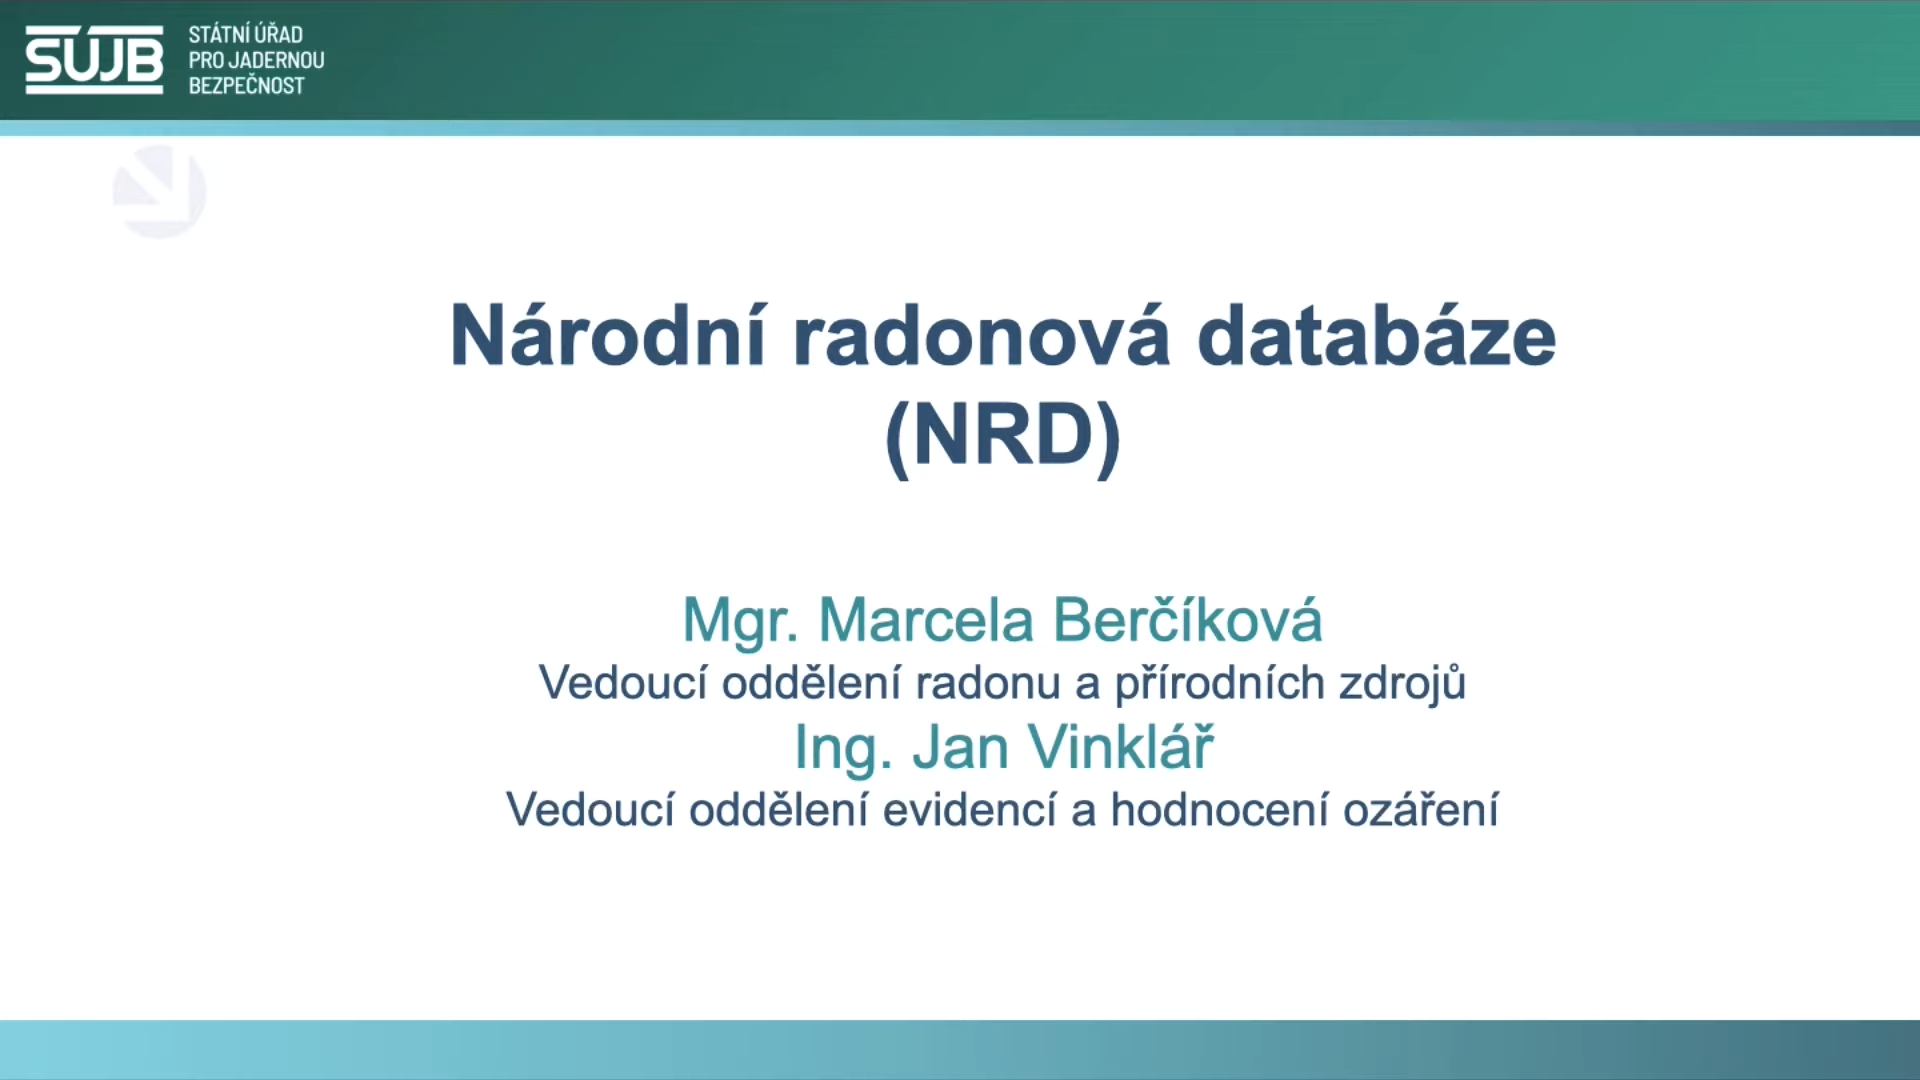 SÚJB
STÁTNÍ ÚŘAD
PRO JADERNOU
BEZPEČNOST
Národní radonová databáze
(NRD)
Mgr. Marcela Berčíková
Vedoucí oddělení radonu a přírodních zdrojů
Ing. Jan Vinklář
Vedoucí oddělení evidencí a hodnocení ozáření